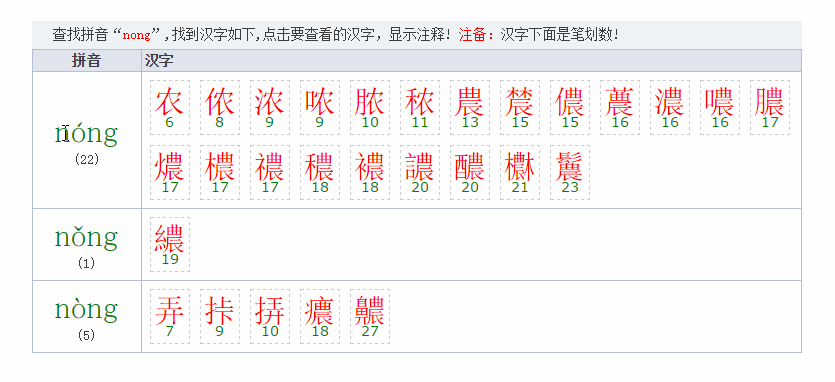 查找拼音“nong”,找到汉字如下,点击要查看的汉字，显示注释！注备：汉字下面是笔划数!
拼音 汉字
nóng (22)
农 侬 浓 哝 脓 秾 農 辳 儂 蕽 濃 噥 膿
6 8 9 9 10 11 13 15 15 16 16 16 17
燶 檂 襛 穠 襛 譨 醲 欁 鬞
17 17 17 18 18 20 20 21 23
nǒng (1)
繷
19
nòng (5)
弄 挊 挵 癑 齈
7 9 10 18 27